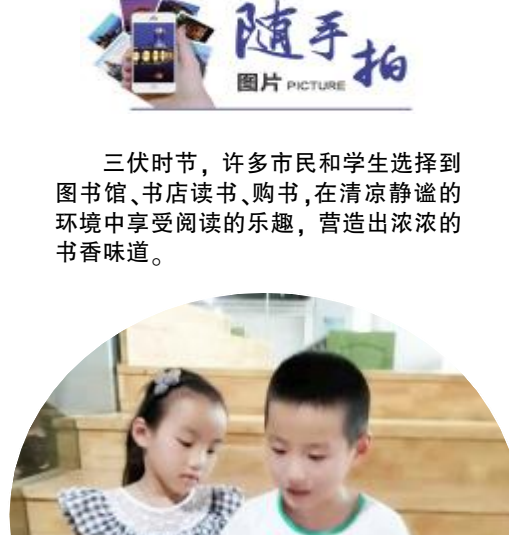 随手拍
图片 PICTURE
三伏时节，许多市民和学生选择到
图书馆、书店读书、购书，在清凉静谧的
环境中享受阅读的乐趣，营造出浓浓的
书香味道。